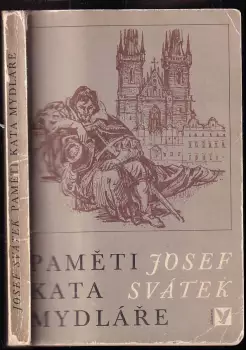 JOSEF SVÁTEK PAMĚTI KATA MYDLÁŘE
PAMĚTI JOSEF
KATA SVÁTEK
MYDLÁŘE